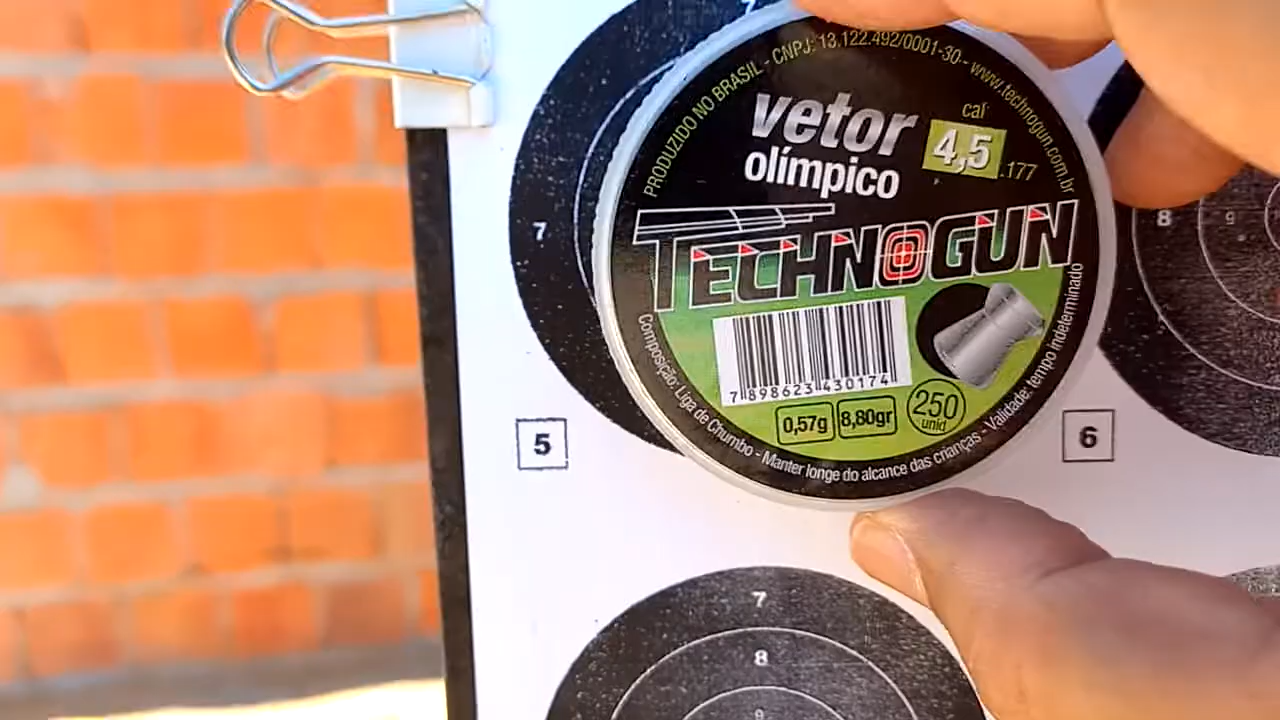 PRODUZIDO NO BRASIL - CNPJ: 13.122.492/0001-30 - www.technogun.com.br
vetor
olímpico
cal
4,5
.177
TECHNOGUN
7 898623 430174
0,57g
8,80gr
250
unid
Composição: Liga de Chumbo - Manter longe do alcance das crianças - Validade: tempo indeterminado
7
7
8
9
5
6
7
8
9